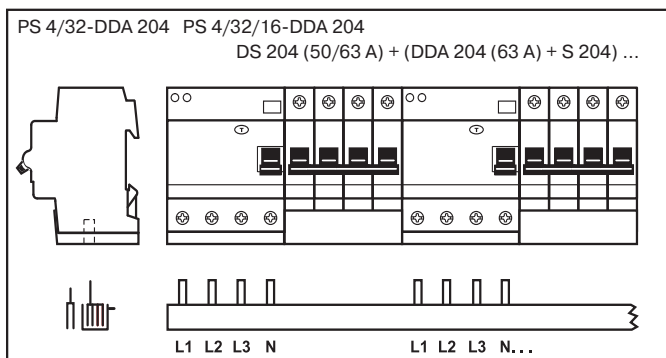 PS 4/32-DDA 204 PS 4/32/16-DDA 204
DS 204 (50/63 A) + (DDA 204 (63 A) + S 204) ...
T T
L1 L2 L3 N L1 L2 L3 N...